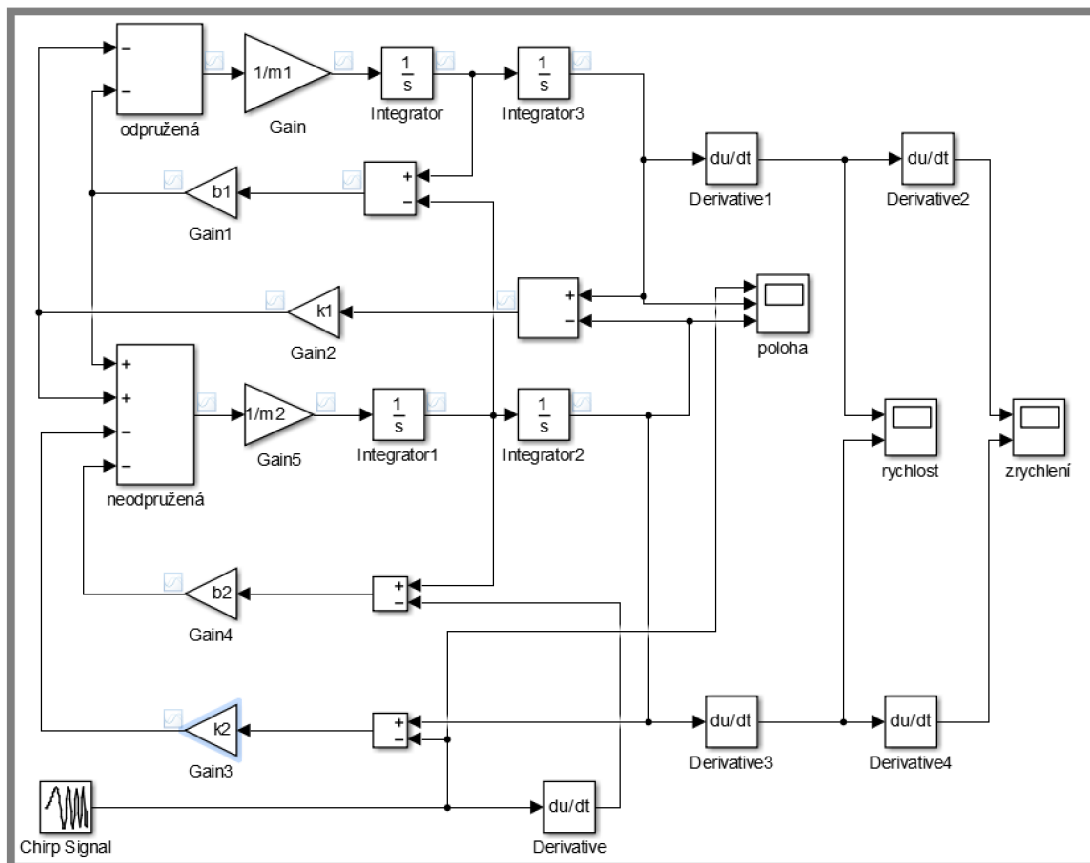 −
−
odpružená
1/m1
Gain
1
s
Integrator
1
s
Integrator3
du/dt
Derivative1
du/dt
Derivative2
b1
Gain1
+
−
k1
Gain2
+
−
poloha
+
+
−
−
neodpružená
1/m2
Gain5
1
s
Integrator1
1
s
Integrator2
rychlost
zrychlení
b2
Gain4
+
−
k2
Gain3
+
−
du/dt
Derivative3
du/dt
Derivative4
Chirp Signal
du/dt
Derivative